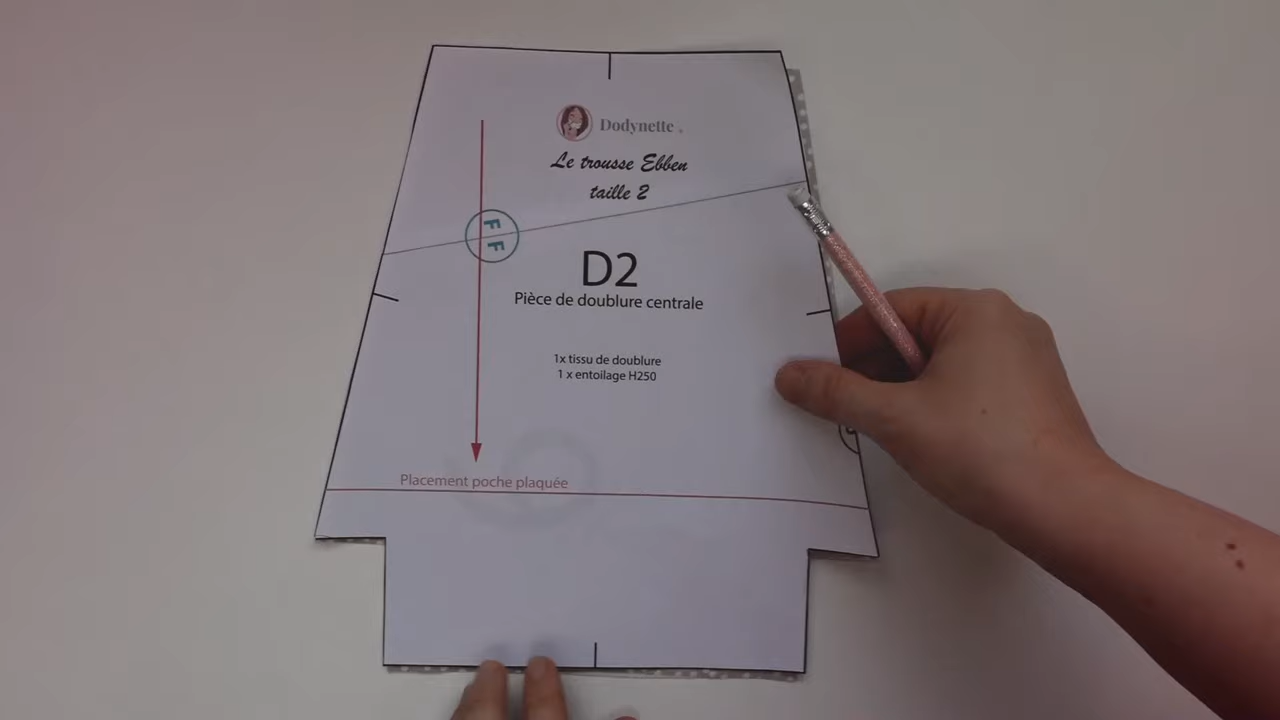 Dodynette
Le trousse Ebben
taille 2
F F
D2
Pièce de doublure centrale
1x tissu de doublure
1 x entoilage H250
Placement poche plaquée